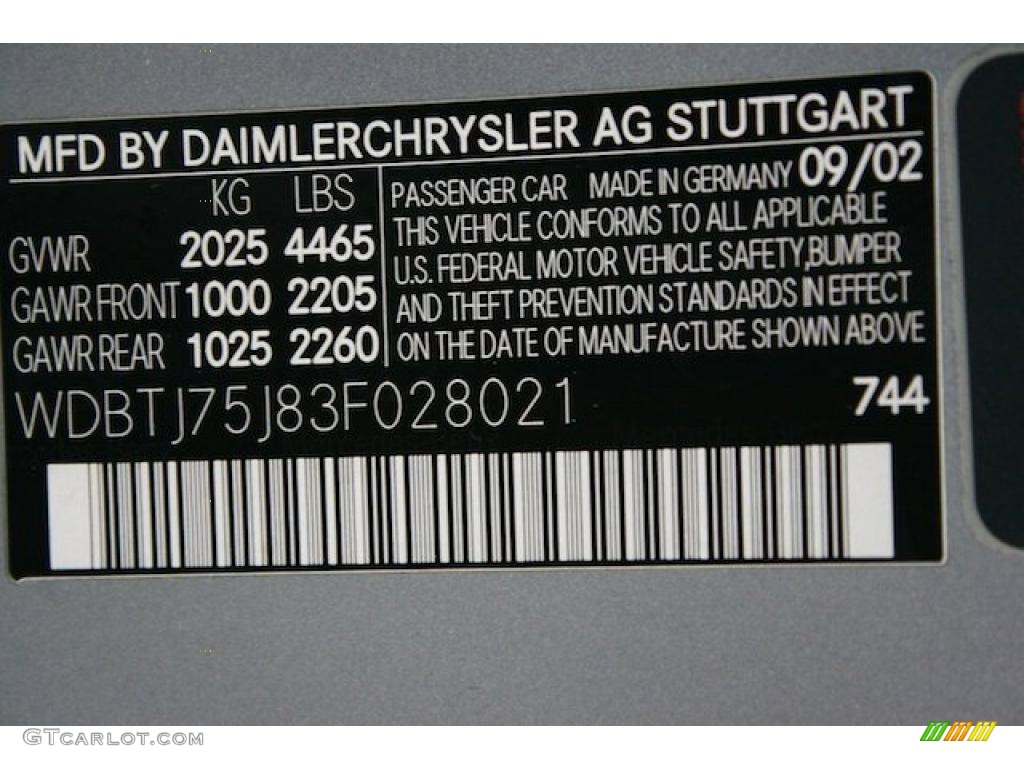 MFD BY DAIMLERCHRYSLER AG STUTTGART
KG LBS
GVWR 2025 4465
GAWR FRONT 1000 2205
GAWR REAR 1025 2260
PASSENGER CAR MADE IN GERMANY 09/02
THIS VEHICLE CONFORMS TO ALL APPLICABLE
U.S. FEDERAL MOTOR VEHICLE SAFETY, BUMPER
AND THEFT PREVENTION STANDARDS IN EFFECT
ON THE DATE OF MANUFACTURE SHOWN ABOVE
WDBTJ75J83F028021 744
GTCARLOT.COM